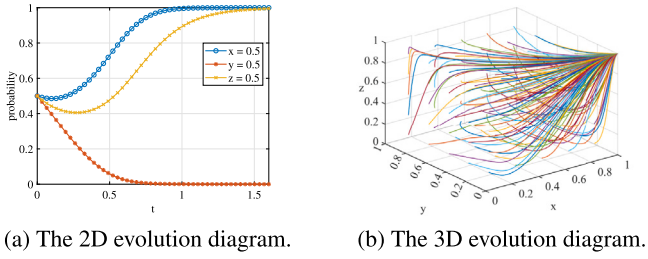 1
0.8
0.6
0.4
0.2
0
probability
0
0.5
1
1.5
t
x = 0.5
y = 0.5
z = 0.5
1
0.8
0.6
0.4
0.2
0
z
1
0.8
0.6
0.4
0.2
0
y
0
0.2
0.4
0.6
0.8
1
x
(a) The 2D evolution diagram.
(b) The 3D evolution diagram.